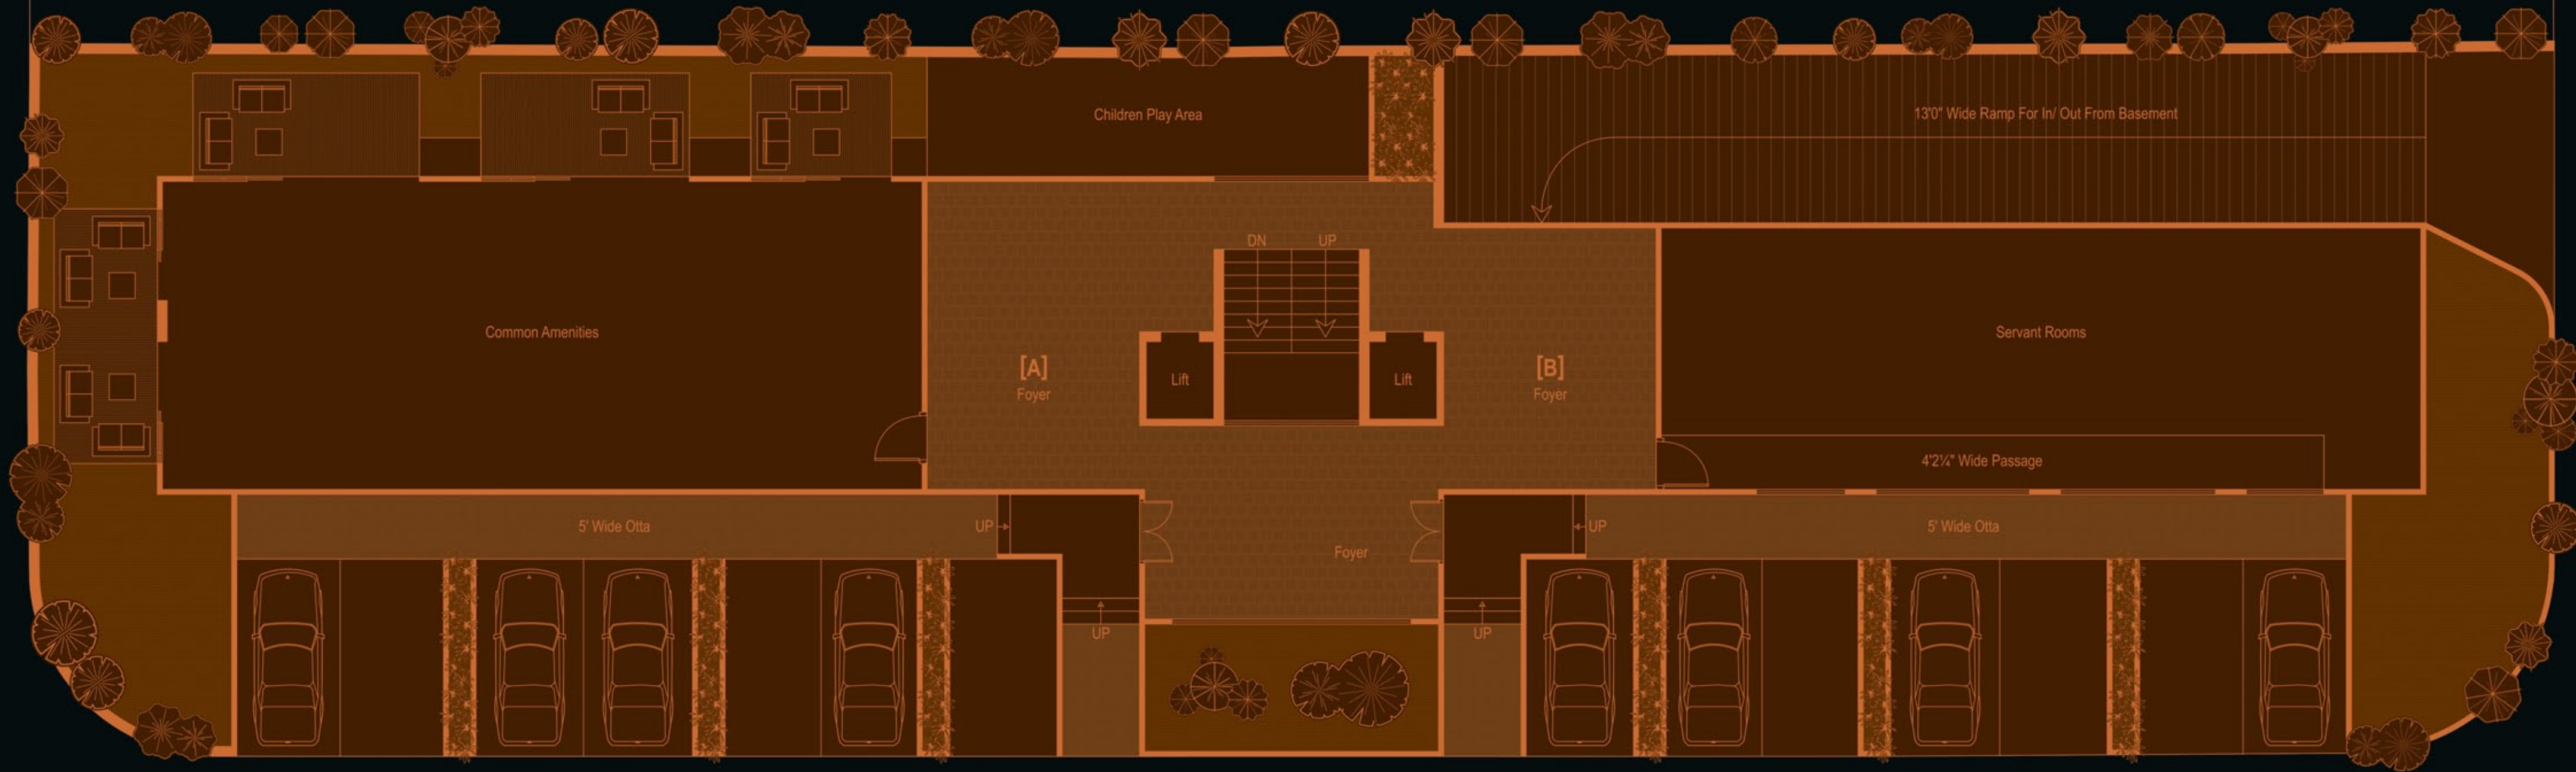 Children Play Area
13'0" Wide Ramp For In/ Out From Basement
DN
UP
Common Amenities
Servant Rooms
[A]
Foyer
Lift
Lift
[B]
Foyer
4'2¼" Wide Passage
5' Wide Otta
UP
UP
5' Wide Otta
Foyer
UP
UP